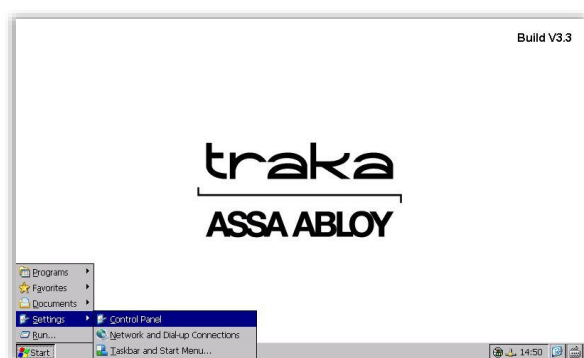 Build V3.3
traka
ASSA ABLOY
Programs
Favorites
Documents
Settings
Control Panel
Run...
Network and Dial-up Connections
Start
Taskbar and Start Menu...
14:50